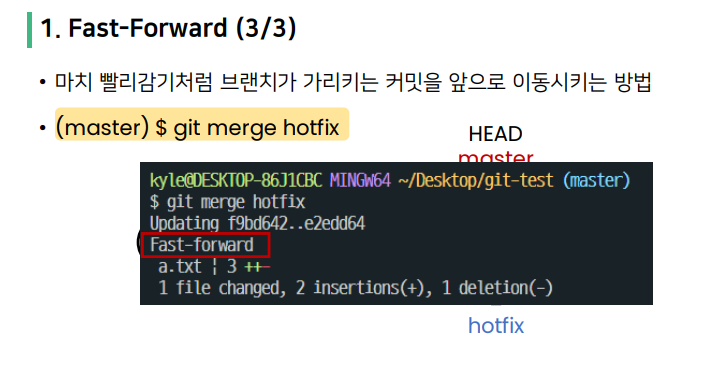 1. Fast-Forward (3/3)
• 마치 빨리감기처럼 브랜치가 가리키는 커밋을 앞으로 이동시키는 방법
• (master) $ git merge hotfix
HEAD
master
kyle@DESKTOP-86J1CBC MINGW64 ~/Desktop/git-test (master)
$ git merge hotfix
Updating f9bd642..e2edd64
Fast-forward
a.txt | 3 ++-
1 file changed, 2 insertions(+), 1 deletion(-)
hotfix